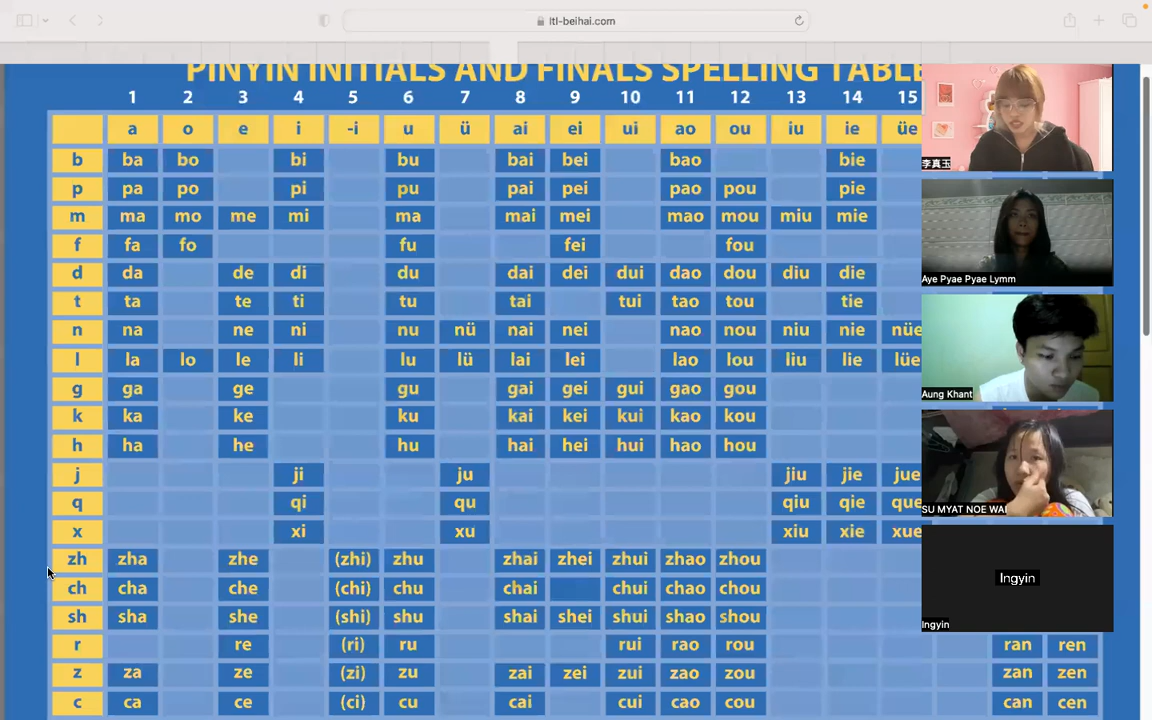 ltl-beihai.com
PINYIN INITIALS AND FINALS SPELLING TABLE
1 2 3 4 5 6 7 8 9 10 11 12 13 14 15
a o e i -i u ü ai ei ui ao ou iu ie üe
b ba bo bi bu bai bei bao bie
p pa po pi pu pai pei pao pou pie
m ma mo me mi ma mai mei mao mou miu mie
f fa fo fu fei fou
d da de di du dai dei dui dao dou diu die
t ta te ti tu tai tui tao tou tie
n na ne ni nu nü nai nei nao nou niu nie nüe
l la lo le li lu lü lai lei lao lou liu lie lüe
g ga ge gu gai gei gui gao gou
k ka ke ku kai kei kui kao kou
h ha he hu hai hei hui hao hou
j ji ju jiu jie jue
q qi qu qiu qie que
x xi xu xiu xie xue
zh zha zhe (zhi) zhu zhai zhei zhui zhao zhou
ch cha che (chi) chu chai chui chao chou
sh sha she (shi) shu shai shei shui shao shou
r re (ri) ru rui rao rou ran ren
z za ze (zi) zu zai zei zui zao zou zan zen
c ca ce (ci) cu cai cui cao cou can cen
李真玉
Aye Pyae Pyae Lymm
Aung Khant
SU MYAT NOE WAI
Ingyin
Ingyin